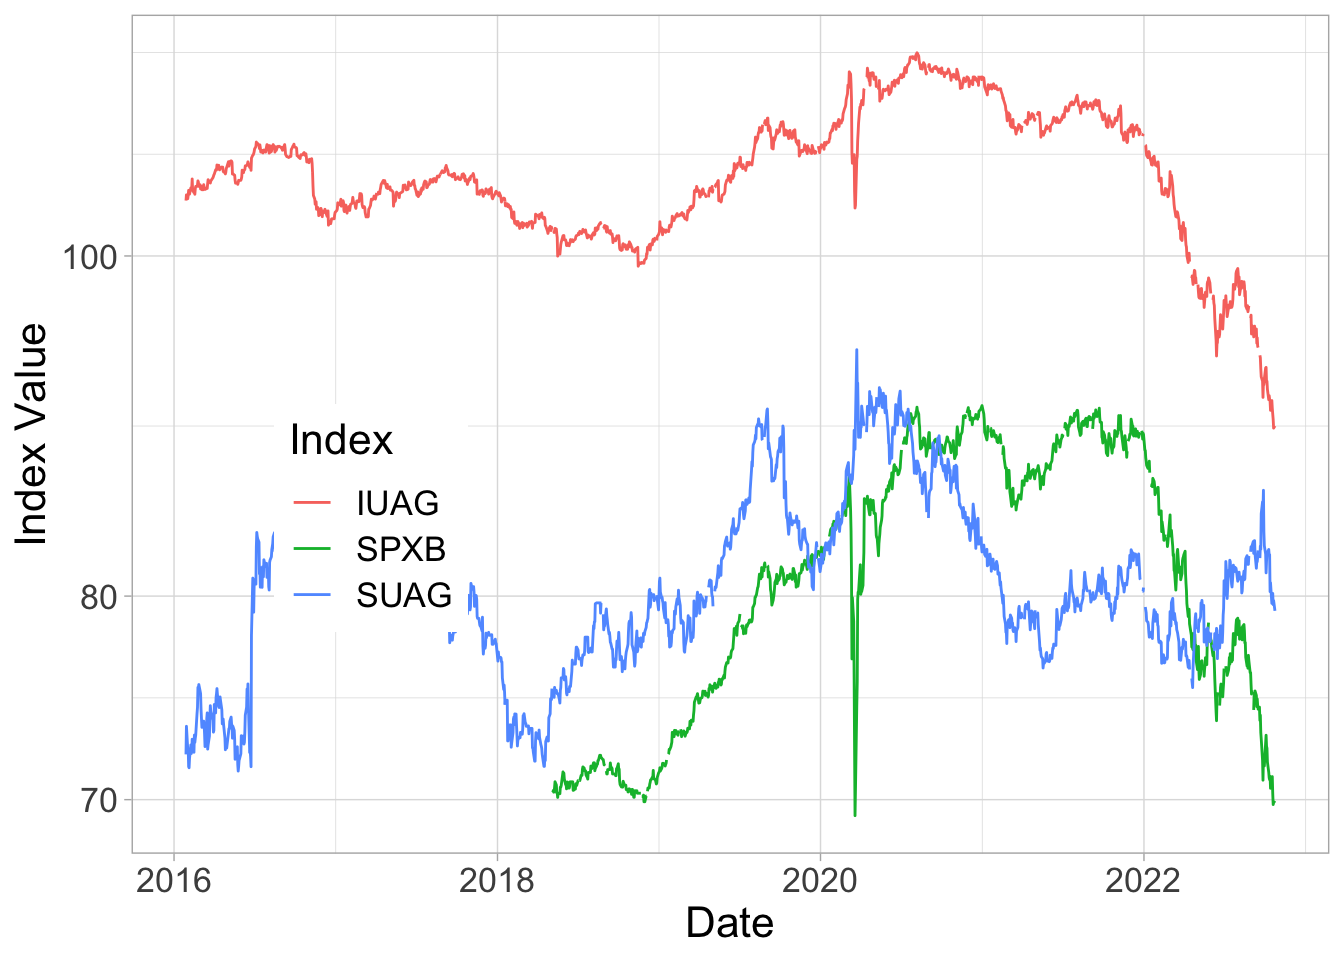 100
80
70
Index Value
Index
IUAG
SPXB
SUAG
2016
2018
2020
2022
Date